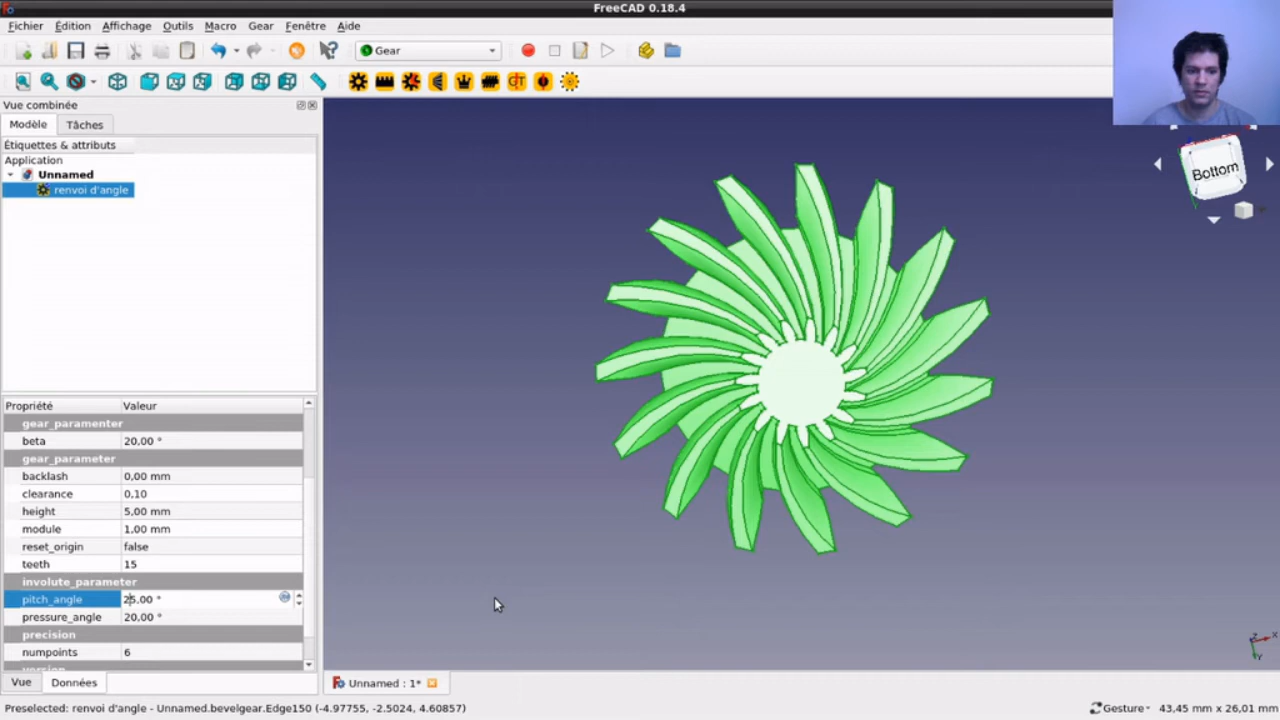 FreeCAD 0.18.4
Fichier Édition Affichage Outils Macro Gear Fenêtre Aide
Gear
Vue combinée
Modèle Tâches
Étiquettes & attributs
Application
Unnamed
renvoi d'angle
Bottom
Propriété Valeur
gear_paramenter
beta 20.00 °
gear_parameter
backlash 0,00 mm
clearance 0,10
height 5.00 mm
module 1.00 mm
reset_origin false
teeth 15
involute_parameter
pitch_angle 25.00 °
pressure_angle 20.00 °
precision
numpoints 6
Vue Données
Unnamed : 1*
X
Y
Z
Preselected: renvoi d'angle - Unnamed.bevelgear.Edge150 (-4.97755, -2.5024, 4.60857)
Gesture 43,45 mm x 26,01 mm